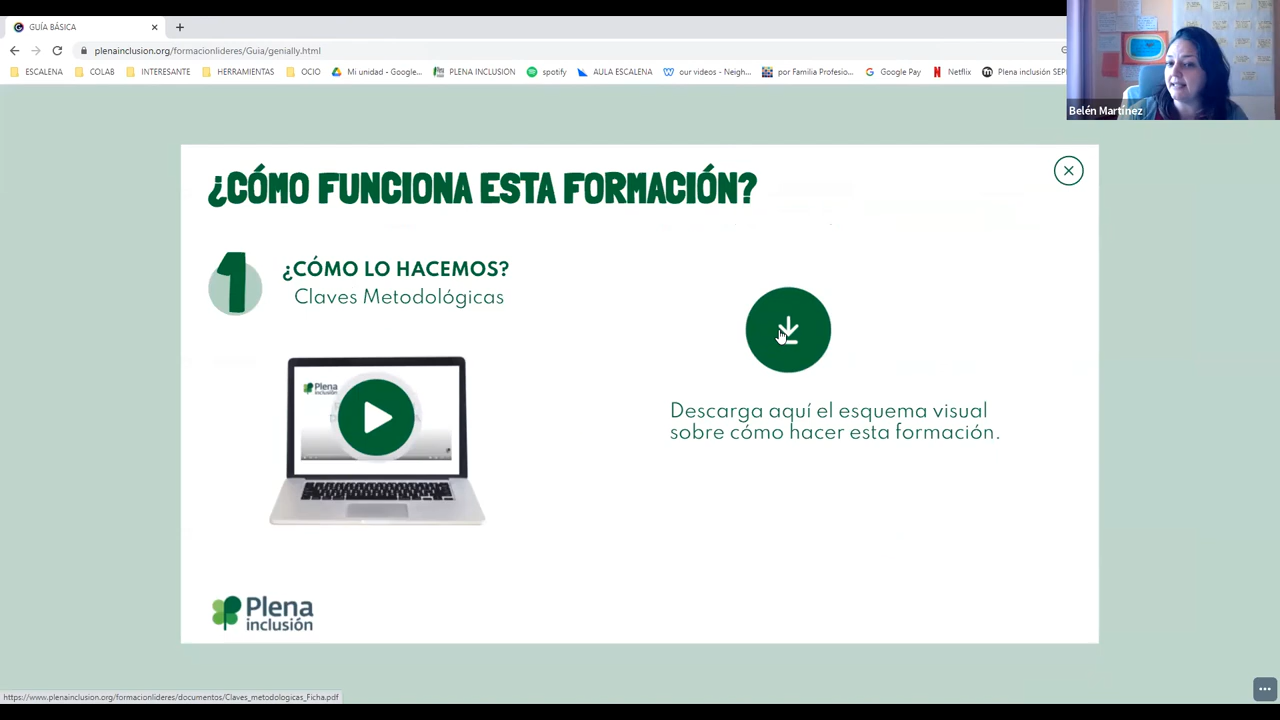 GUÍA BÁSICA
plenainclusion.org/formacionlideres/Guia/genially.html
ESCALENA
COLAB
INTERESANTE
HERRAMIENTAS
OCIO
Mi unidad - Google...
PLENA INCLUSION
spotify
AULA ESCALENA
our videos - Neigh...
por Familia Profesio...
Google Pay
Netflix
Plena inclusión SEP
Belén Martínez
¿CÓMO FUNCIONA ESTA FORMACIÓN?
1
¿CÓMO LO HACEMOS?
Claves Metodológicas
Plena
inclusión
Descarga aquí el esquema visual
sobre cómo hacer esta formación.
Plena
inclusión
https://www.plenainclusion.org/formacionlideres/documentos/Claves_metodologicas_Ficha.pdf